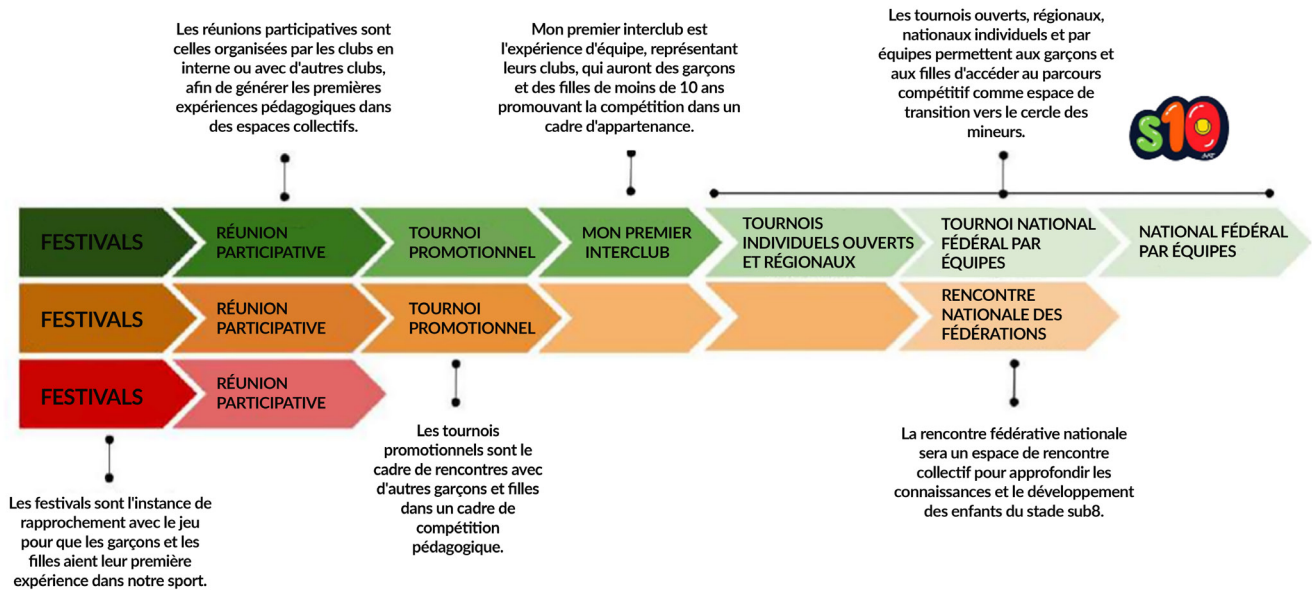 Les réunions participatives sont
celles organisées par les clubs en
interne ou avec d'autres clubs,
afin de générer les premières
expériences pédagogiques dans
des espaces collectifs.
Mon premier interclub est
l'expérience d'équipe, représentant
leurs clubs, qui auront des garçons
et des filles de moins de 10 ans
promouvant la compétition dans un
cadre d'appartenance.
Les tournois ouverts, régionaux,
nationaux individuels et par
équipes permettent aux garçons et
aux filles d'accéder au parcours
compétitif comme espace de
transition vers le cercle des
mineurs.
s10
FESTIVALS
RÉUNION
PARTICIPATIVE
TOURNOI
PROMOTIONNEL
MON PREMIER
INTERCLUB
TOURNOIS
INDIVIDUELS OUVERTS
ET RÉGIONAUX
TOURNOI NATIONAL
FÉDÉRAL PAR
ÉQUIPES
NATIONAL FÉDÉRAL
PAR ÉQUIPES
FESTIVALS
RÉUNION
PARTICIPATIVE
TOURNOI
PROMOTIONNEL
RENCONTRE
NATIONALE DES
FÉDÉRATIONS
FESTIVALS
RÉUNION
PARTICIPATIVE
Les festivals sont l'instance de
rapprochement avec le jeu
pour que les garçons et les
filles aient leur première
expérience dans notre sport.
Les tournois
promotionnels sont le
cadre de rencontres avec
d'autres garçons et filles
dans un cadre de
compétition
pédagogique.
La rencontre fédérative nationale
sera un espace de rencontre
collectif pour approfondir les
connaissances et le développement
des enfants du stade sub8.